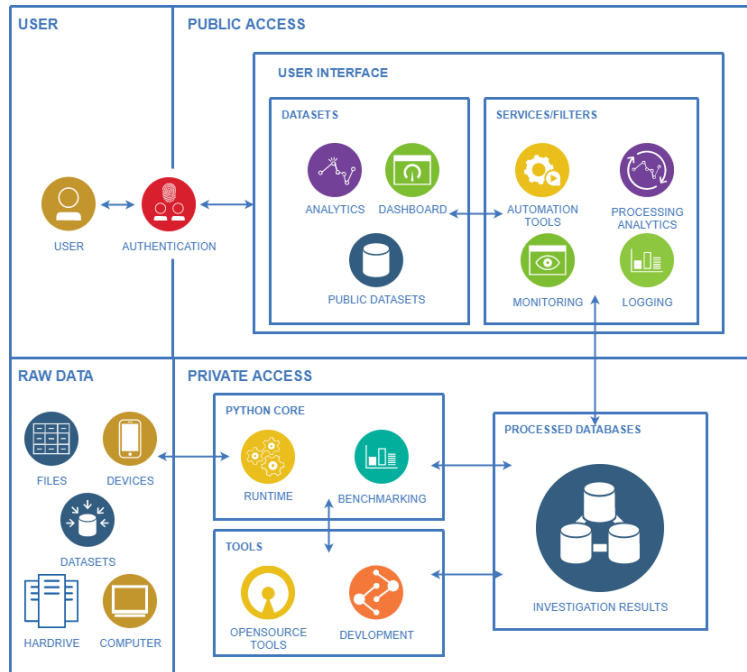 USER
PUBLIC ACCESS
USER INTERFACE
DATASETS
SERVICES/FILTERS
ANALYTICS
DASHBOARD
AUTOMATION
TOOLS
PROCESSING
ANALYTICS
USER
AUTHENTICATION
PUBLIC DATASETS
MONITORING
LOGGING
RAW DATA
PRIVATE ACCESS
PYTHON CORE
PROCESSED DATABASES
FILES
DEVICES
RUNTIME
BENCHMARKING
DATASETS
TOOLS
HARDRIVE
COMPUTER
OPENSOURCE
TOOLS
DEVLOPMENT
INVESTIGATION RESULTS